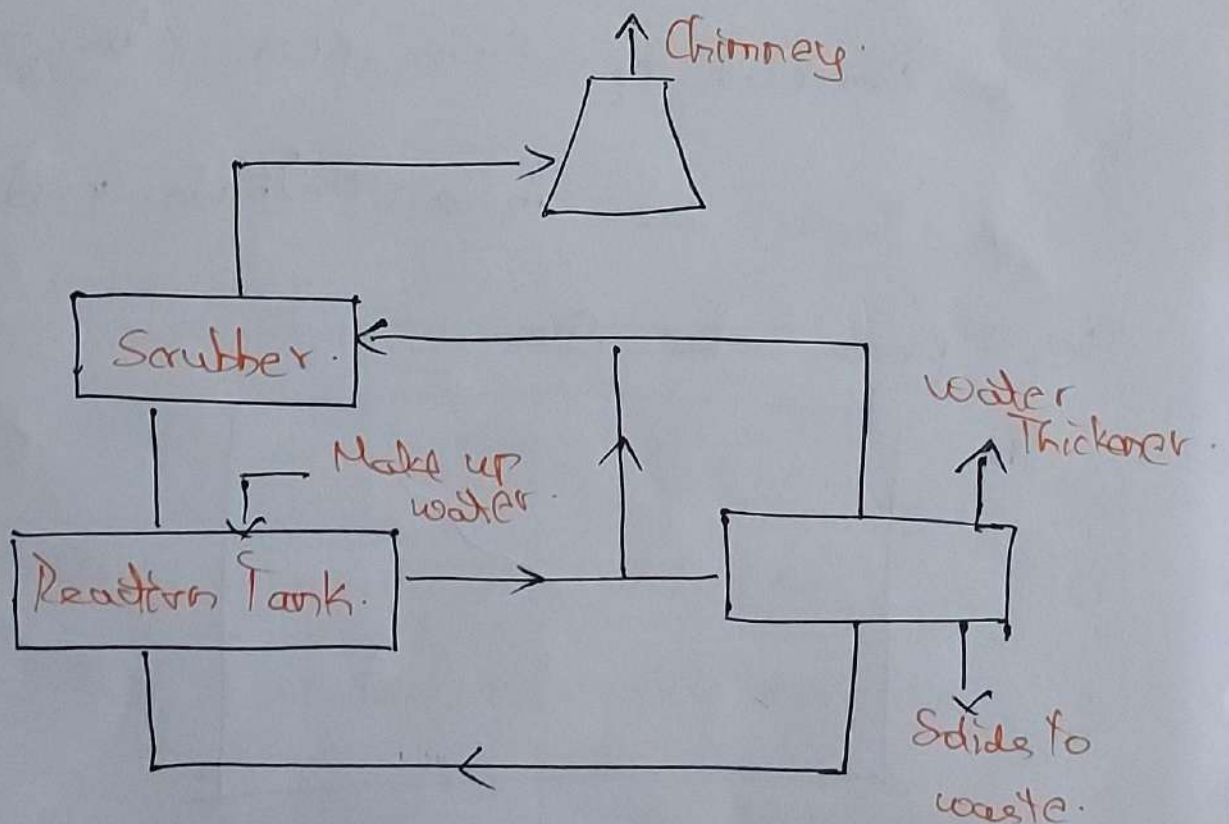 Chimney.
Scrubber.
Make up
water.
water
Thickener.
Reaction Tank.
Solids to
waste.